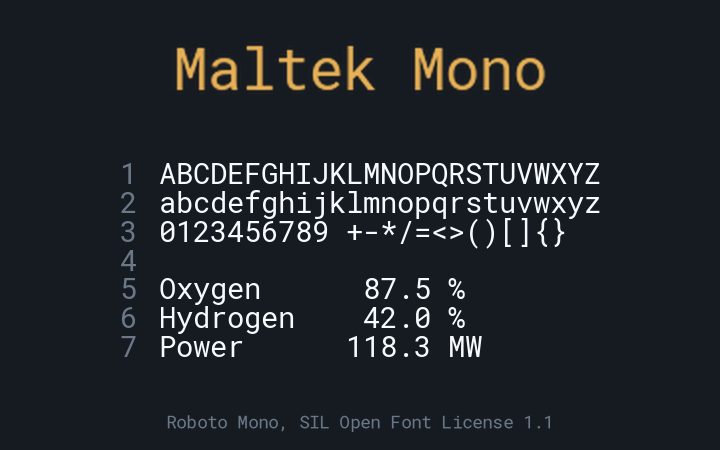 Maltek Mono
1 ABCDEFGHIJKLMNOPQRSTUVWXYZ
2 abcdefghijklmnopqrstuvwxyz
3 0123456789 +-*/=<>()[]{}
4
5 Oxygen      87.5 %
6 Hydrogen    42.0 %
7 Power      118.3 MW
Roboto Mono, SIL Open Font License 1.1